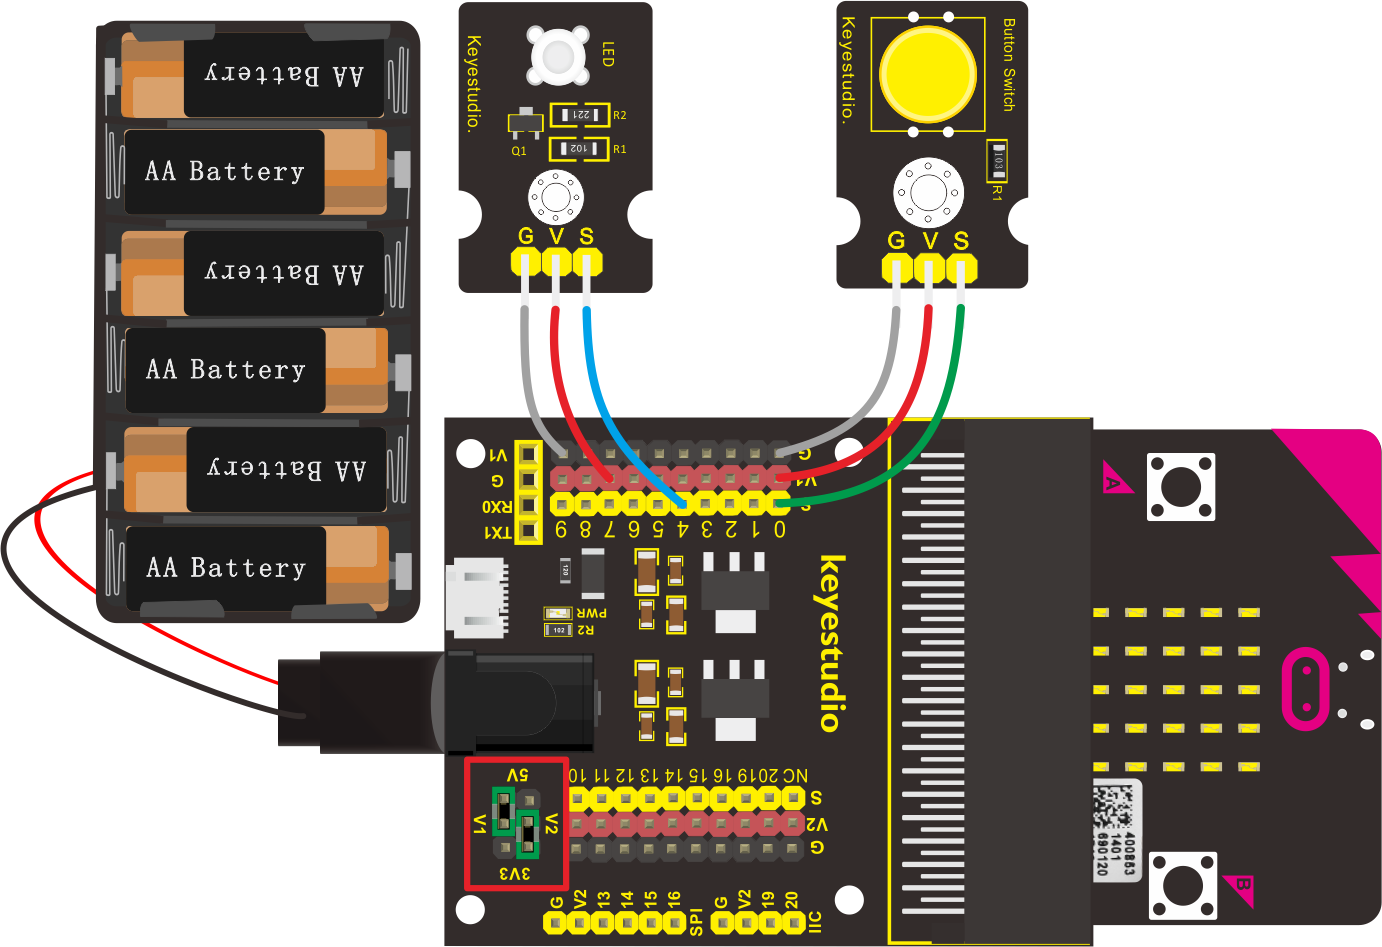 AA Battery
AA Battery
AA Battery
AA Battery
AA Battery
AA Battery
Keyestudio.
LED
221
R2
Q1
102
R1
G V S
Keyestudio.
Button Switch
103
R1
G V S
V1
G
RX0
TX1
G
V1
S
9 8 7 6 5 4 3 2 1 0
120
PWR
102
R2
keyestudio
5V
V1
V2
3V3
10 11 12 13 14 15 16 19 20 NC
S
V2
G
G V2 13 14 15 16 SPI
G V2 19 20 IIC
A
B
400863
1401
690120